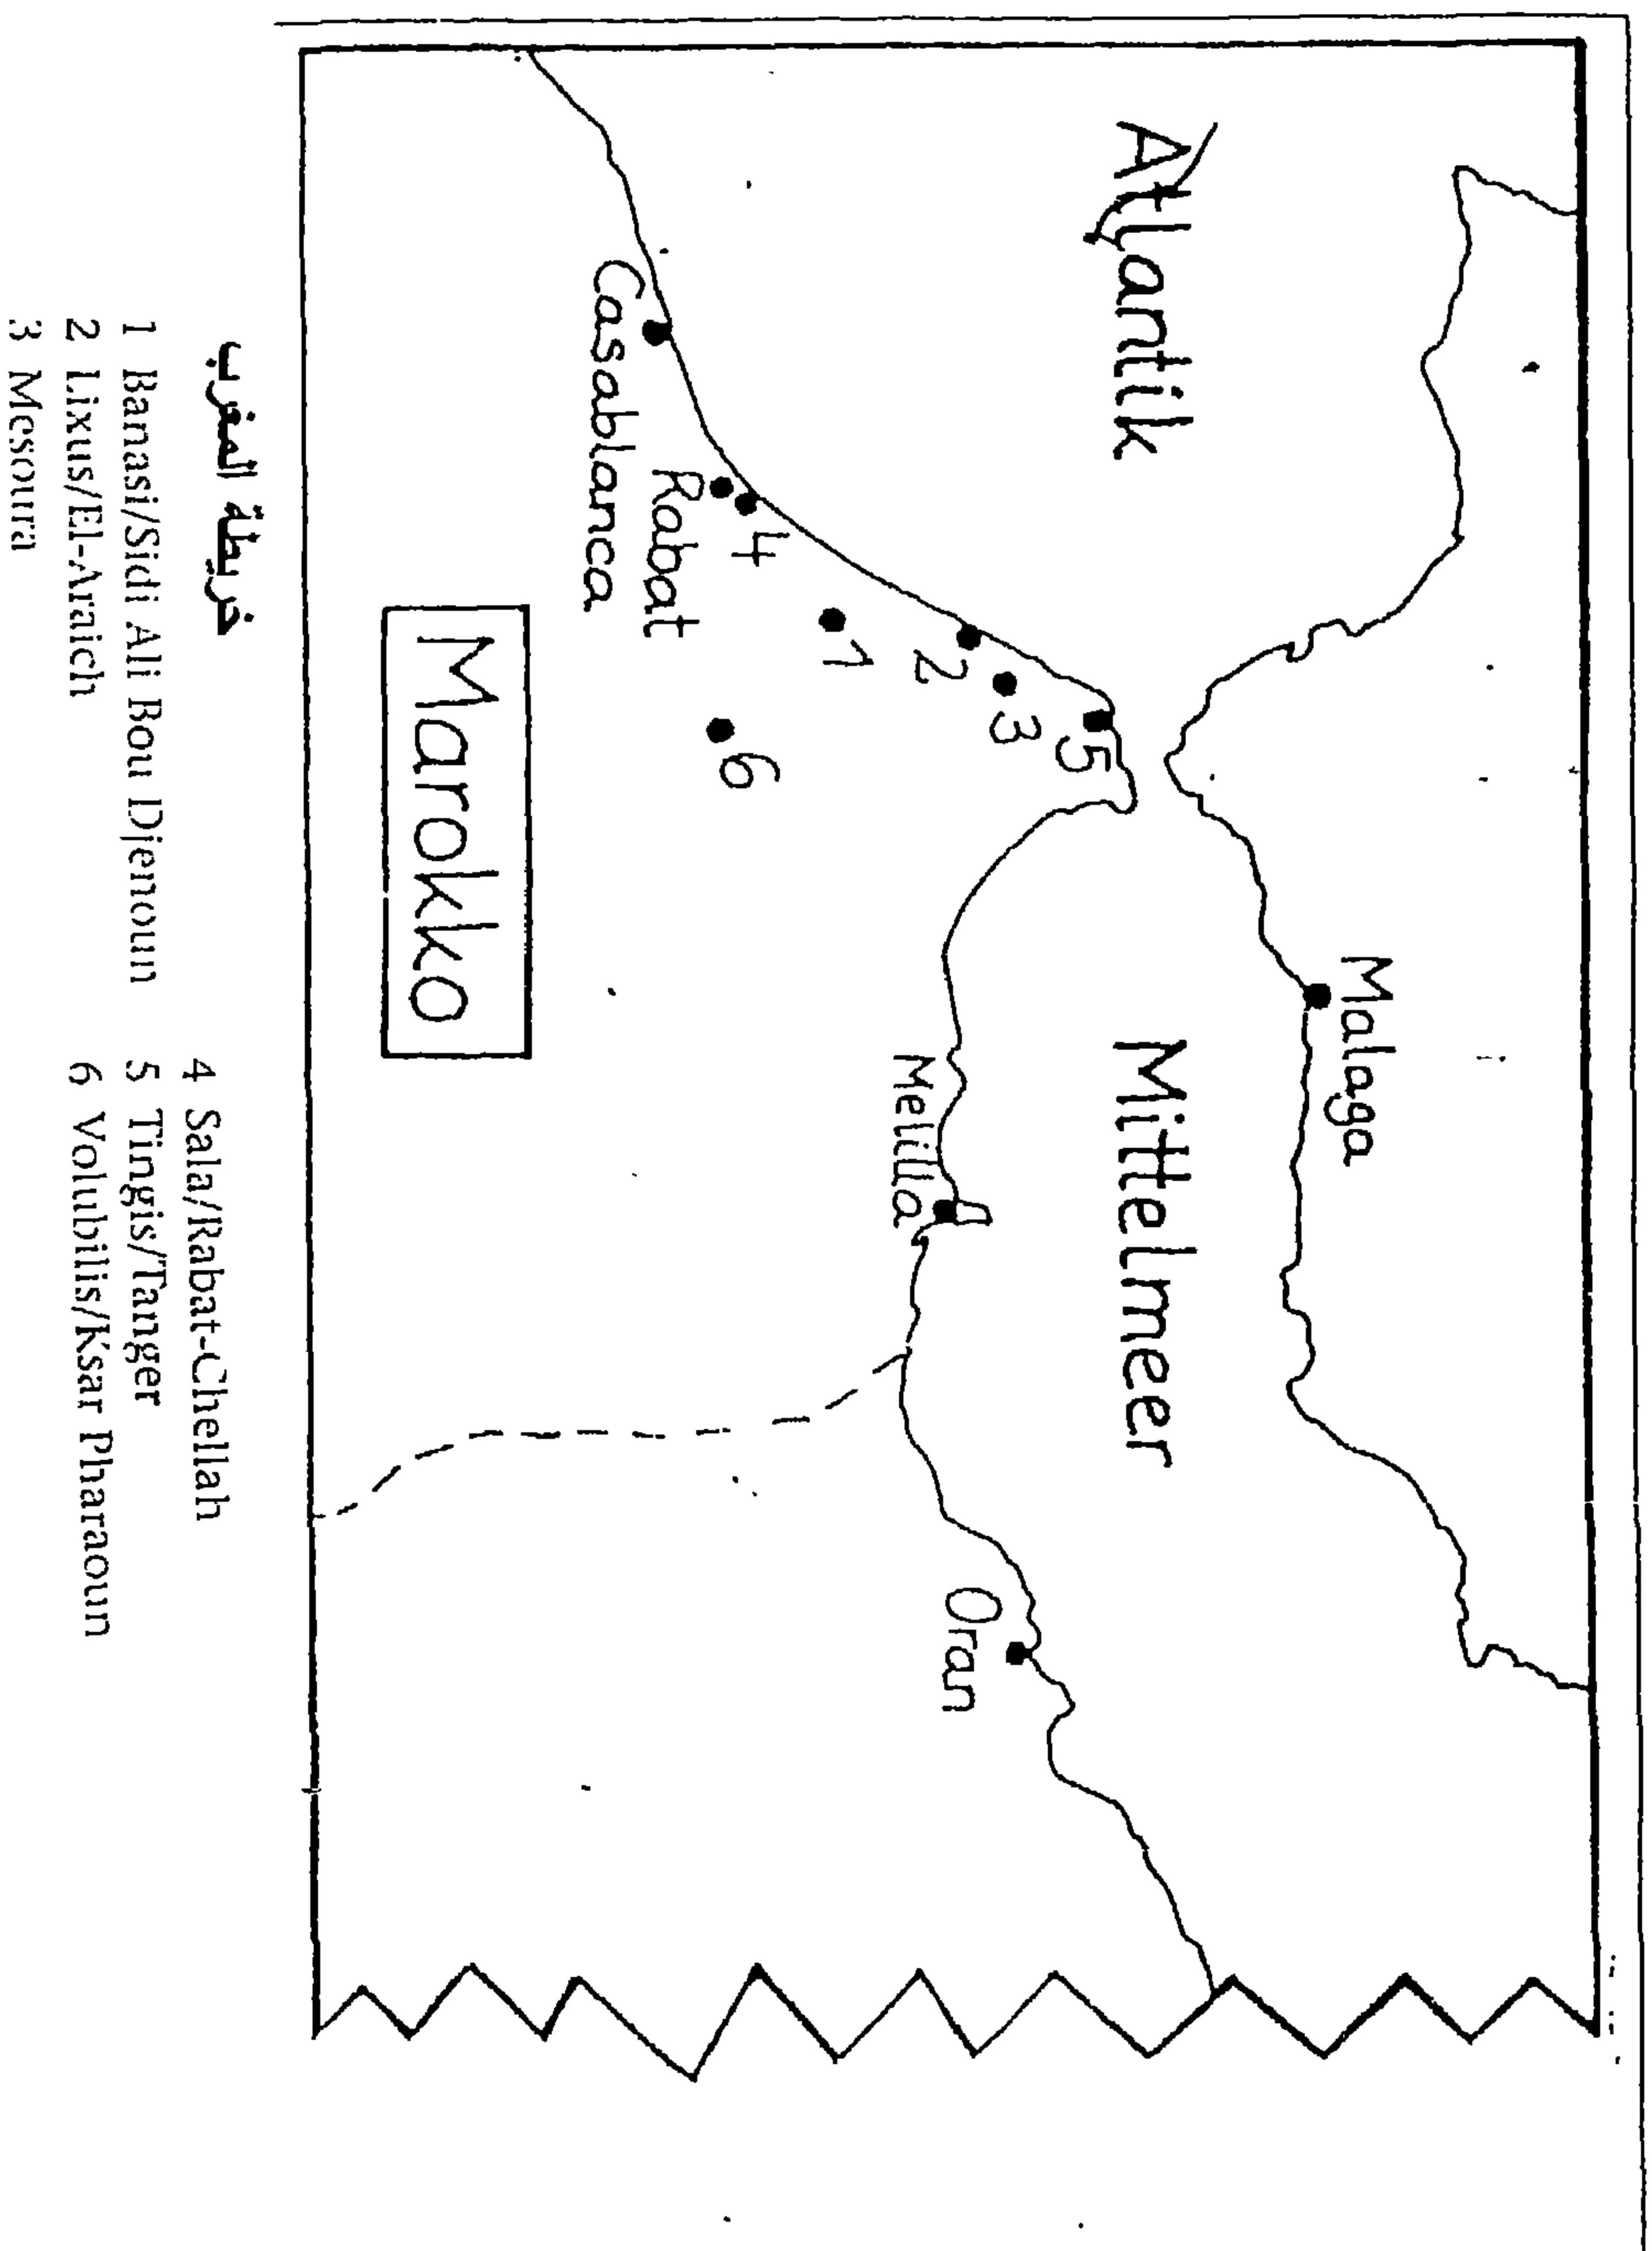 Atlantik
Malaga
Mittelmeer
5
3
2
Melilla
Oran
1
4
6
Rabat
Casablanca
Marokko
خريطة المغرب
1 Banasi/Sidi Ali Bou Djenoun
2 Lixus/El-Araich
3 Mesoura
4 Sala/Rabat-Chellah
5 Tingis/Tanger
6 Volubilis/Ksar Pharaoun